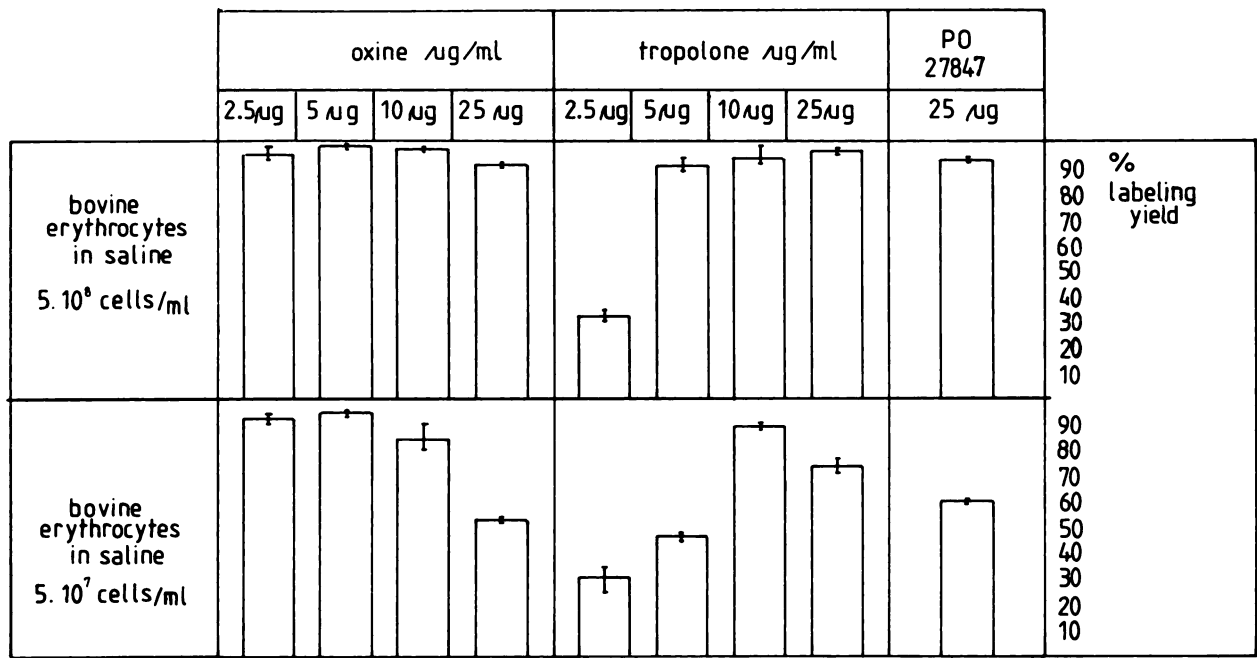 oxine µg/ml
tropolone µg/ml
PO
27847
2.5µg
5 µg
10 µg
25 µg
2.5µg
5µg
10 µg
25µg
25 µg
bovine
erythrocytes
in saline
5.10⁸ cells/ml
90
80
70
60
50
40
30
20
10
%
labeling
yield
bovine
erythrocytes
in saline
5.10⁷ cells/ml
90
80
70
60
50
40
30
20
10